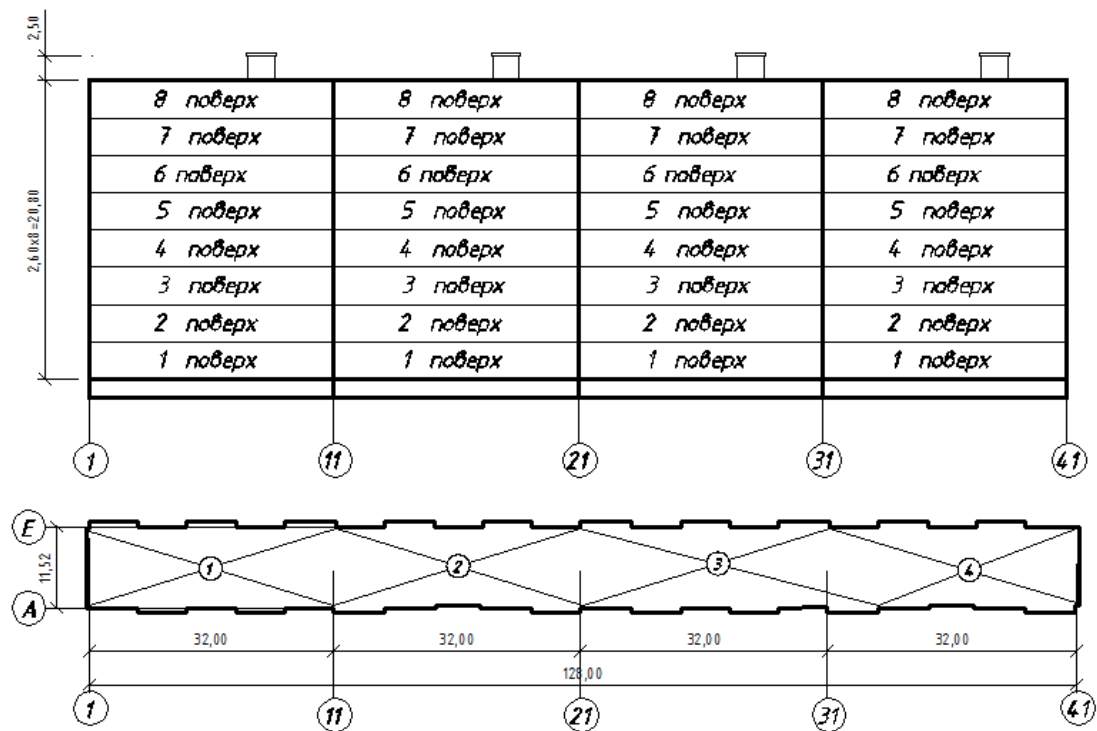 2,50
8 поверх 8 поверх 8 поверх 8 поверх
7 поверх 7 поверх 7 поверх 7 поверх
6 поверх 6 поверх 6 поверх 6 поверх
5 поверх 5 поверх 5 поверх 5 поверх
4 поверх 4 поверх 4 поверх 4 поверх
3 поверх 3 поверх 3 поверх 3 поверх
2 поверх 2 поверх 2 поверх 2 поверх
1 поверх 1 поверх 1 поверх 1 поверх
2,60х8=20,80
1 11 21 31 41
Е
11,52
1 2 3 4
А
32,00 32,00 32,00 32,00
128,00
1 11 21 31 41